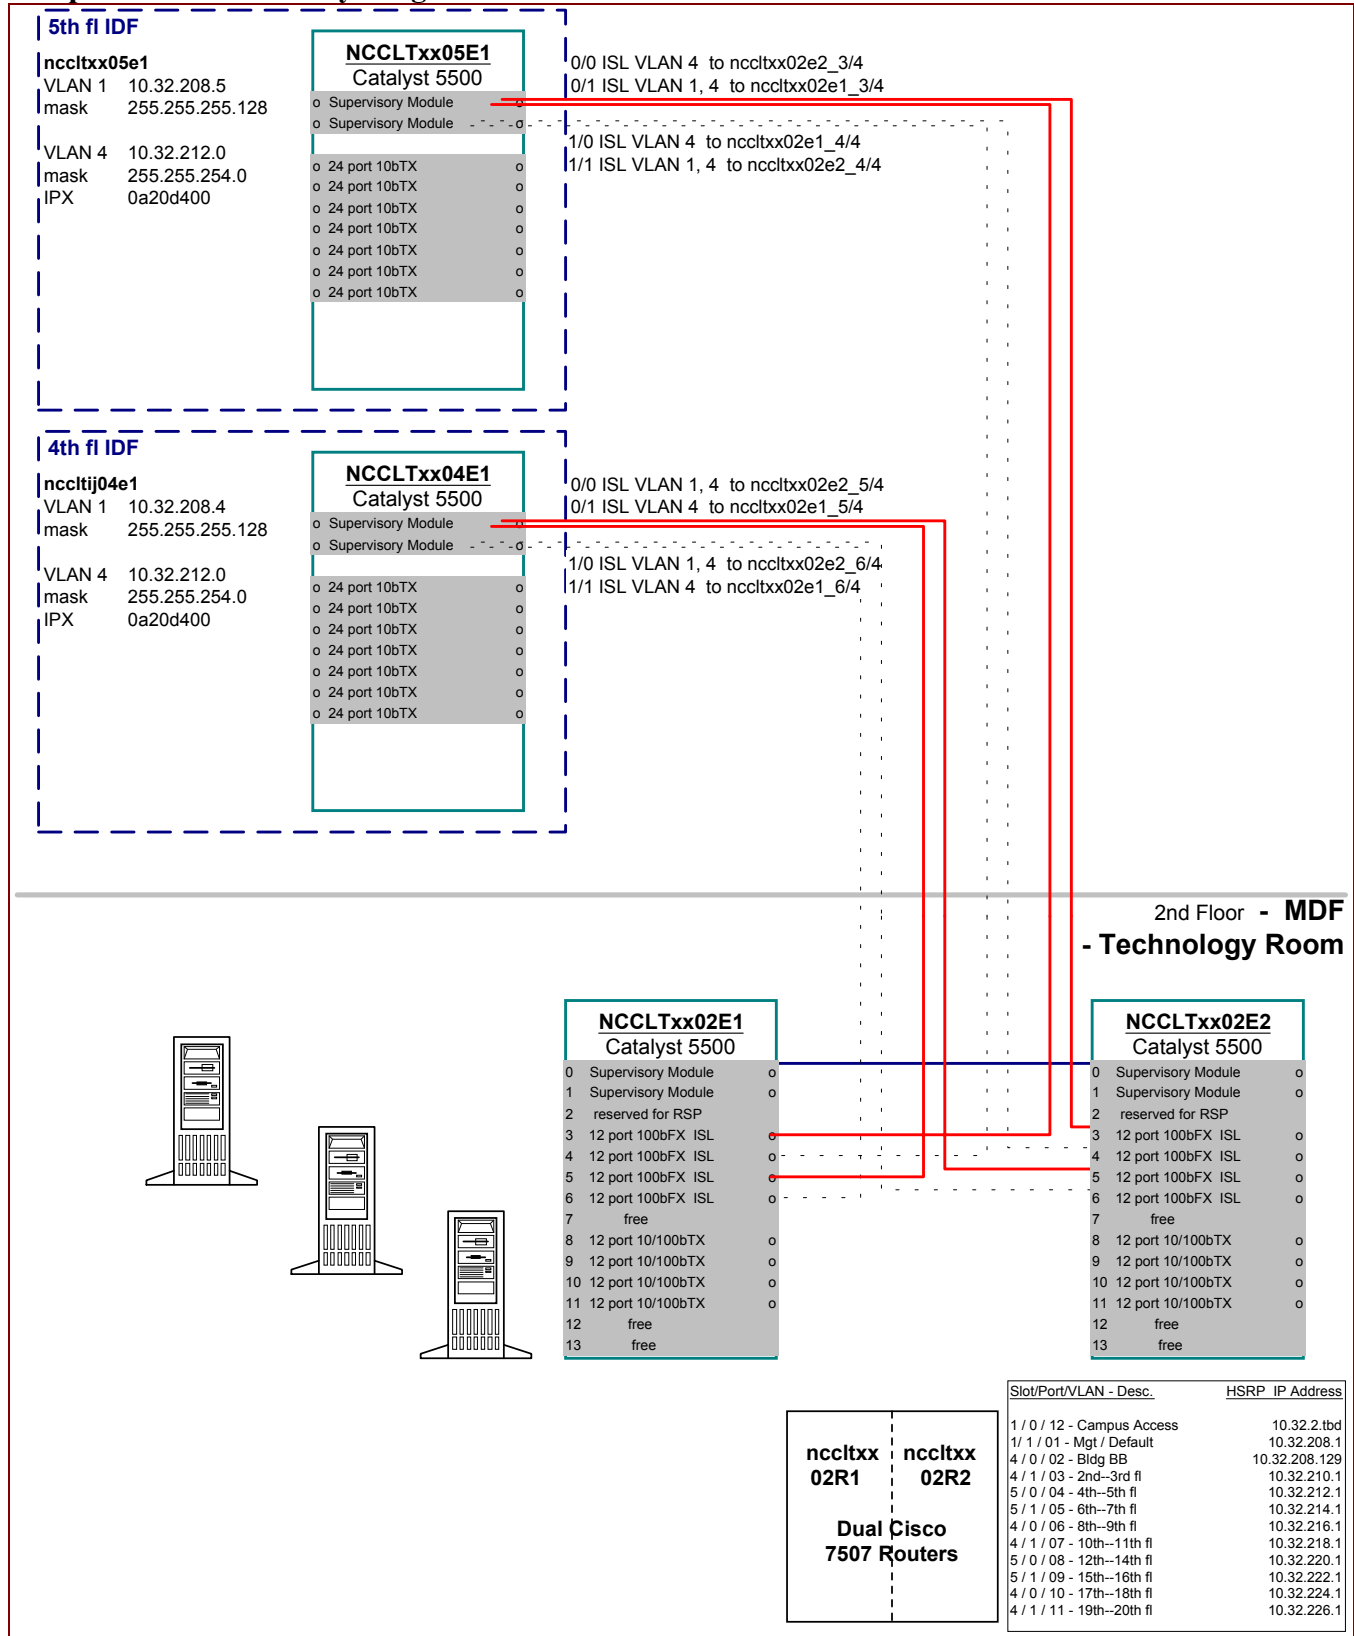 5th fl IDF
nccltxx05e1
VLAN 1 10.32.208.5
mask 255.255.255.128
VLAN 4 10.32.212.0
mask 255.255.254.0
IPX 0a20d400
NCCLTxx05E1
Catalyst 5500
o Supervisory Module o
o Supervisory Module o
o 24 port 10bTX o
o 24 port 10bTX o
o 24 port 10bTX o
o 24 port 10bTX o
o 24 port 10bTX o
o 24 port 10bTX o
o 24 port 10bTX o
0/0 ISL VLAN 4 to nccltxx02e2_3/4
0/1 ISL VLAN 1, 4 to nccltxx02e1_3/4
1/0 ISL VLAN 4 to nccltxx02e1_4/4
1/1 ISL VLAN 1, 4 to nccltxx02e2_4/4
4th fl IDF
nccltij04e1
VLAN 1 10.32.208.4
mask 255.255.255.128
VLAN 4 10.32.212.0
mask 255.255.254.0
IPX 0a20d400
NCCLTxx04E1
Catalyst 5500
o Supervisory Module o
o Supervisory Module o
o 24 port 10bTX o
o 24 port 10bTX o
o 24 port 10bTX o
o 24 port 10bTX o
o 24 port 10bTX o
o 24 port 10bTX o
o 24 port 10bTX o
0/0 ISL VLAN 1, 4 to nccltxx02e2_5/4
0/1 ISL VLAN 4 to nccltxx02e1_5/4
1/0 ISL VLAN 1, 4 to nccltxx02e2_6/4
1/1 ISL VLAN 4 to nccltxx02e1_6/4
2nd Floor - MDF
- Technology Room
NCCLTxx02E1
Catalyst 5500
0 Supervisory Module o
1 Supervisory Module o
2 reserved for RSP
3 12 port 100bFX ISL o
4 12 port 100bFX ISL o
5 12 port 100bFX ISL o
6 12 port 100bFX ISL o
7 free
8 12 port 10/100bTX o
9 12 port 10/100bTX o
10 12 port 10/100bTX o
11 12 port 10/100bTX o
12 free
13 free
NCCLTxx02E2
Catalyst 5500
0 Supervisory Module o
1 Supervisory Module o
2 reserved for RSP
3 12 port 100bFX ISL o
4 12 port 100bFX ISL o
5 12 port 100bFX ISL o
6 12 port 100bFX ISL o
7 free
8 12 port 10/100bTX o
9 12 port 10/100bTX o
10 12 port 10/100bTX o
11 12 port 10/100bTX o
12 free
13 free
nccltxx nccltxx
02R1 02R2
Dual Cisco
7507 Routers
Slot/Port/VLAN - Desc. HSRP IP Address
1 / 0 / 12 - Campus Access 10.32.2.tbd
1/ 1 / 01 - Mgt / Default 10.32.208.1
4 / 0 / 02 - Bldg BB 10.32.208.129
4 / 1 / 03 - 2nd--3rd fl 10.32.210.1
5 / 0 / 04 - 4th--5th fl 10.32.212.1
5 / 1 / 05 - 6th--7th fl 10.32.214.1
4 / 0 / 06 - 8th--9th fl 10.32.216.1
4 / 1 / 07 - 10th--11th fl 10.32.218.1
5 / 0 / 08 - 12th--14th fl 10.32.220.1
5 / 1 / 09 - 15th--16th fl 10.32.222.1
4 / 0 / 10 - 17th--18th fl 10.32.224.1
4 / 1 / 11 - 19th--20th fl 10.32.226.1